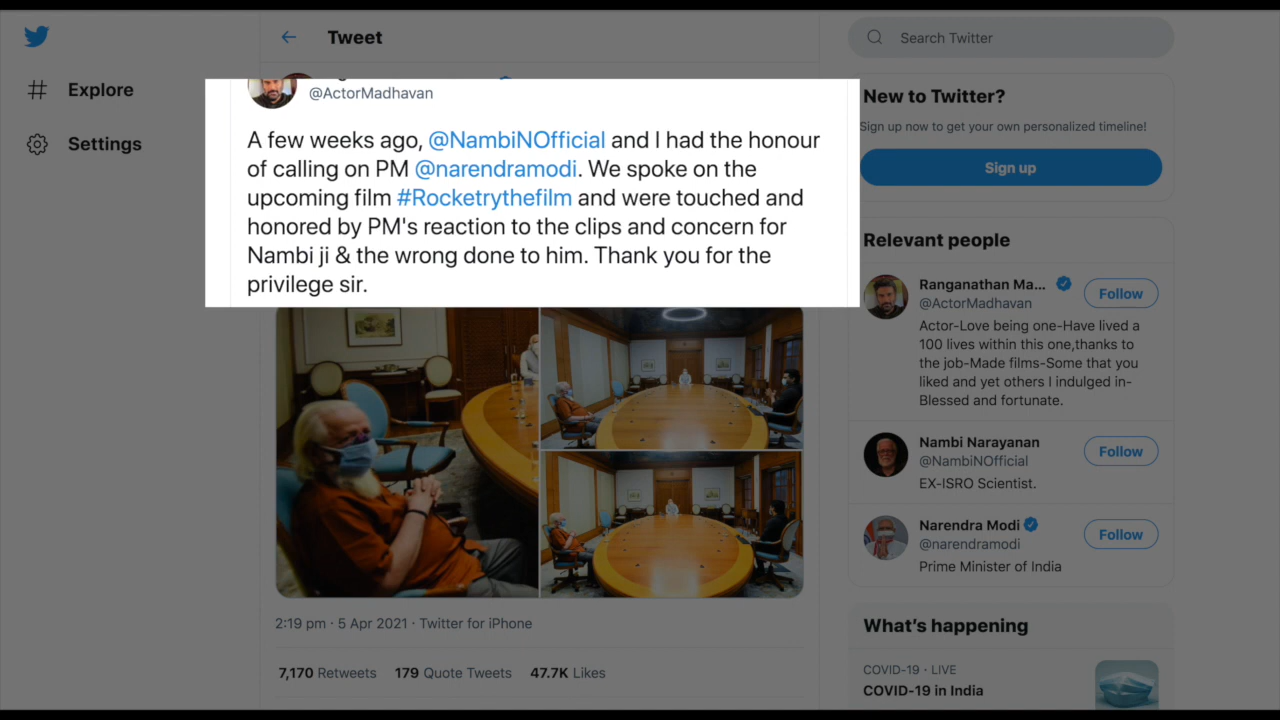 Tweet
Explore
Settings
@ActorMadhavan
A few weeks ago, @NambiNOfficial and I had the honour
of calling on PM @narendramodi. We spoke on the
upcoming film #Rocketrythefilm and were touched and
honored by PM's reaction to the clips and concern for
Nambi ji & the wrong done to him. Thank you for the
privilege sir.
2:19 pm · 5 Apr 2021 · Twitter for iPhone
7,170 Retweets 179 Quote Tweets 47.7K Likes
Search Twitter
New to Twitter?
Sign up now to get your own personalized timeline!
Sign up
Relevant people
Ranganathan Ma...
@ActorMadhavan
Follow
Actor-Love being one-Have lived a
100 lives within this one,thanks to
the job-Made films-Some that you
liked and yet others I indulged in-
Blessed and fortunate.
Nambi Narayanan
@NambiNOfficial
Follow
EX-ISRO Scientist.
Narendra Modi
@narendramodi
Follow
Prime Minister of India
What's happening
COVID-19 · LIVE
COVID-19 in India